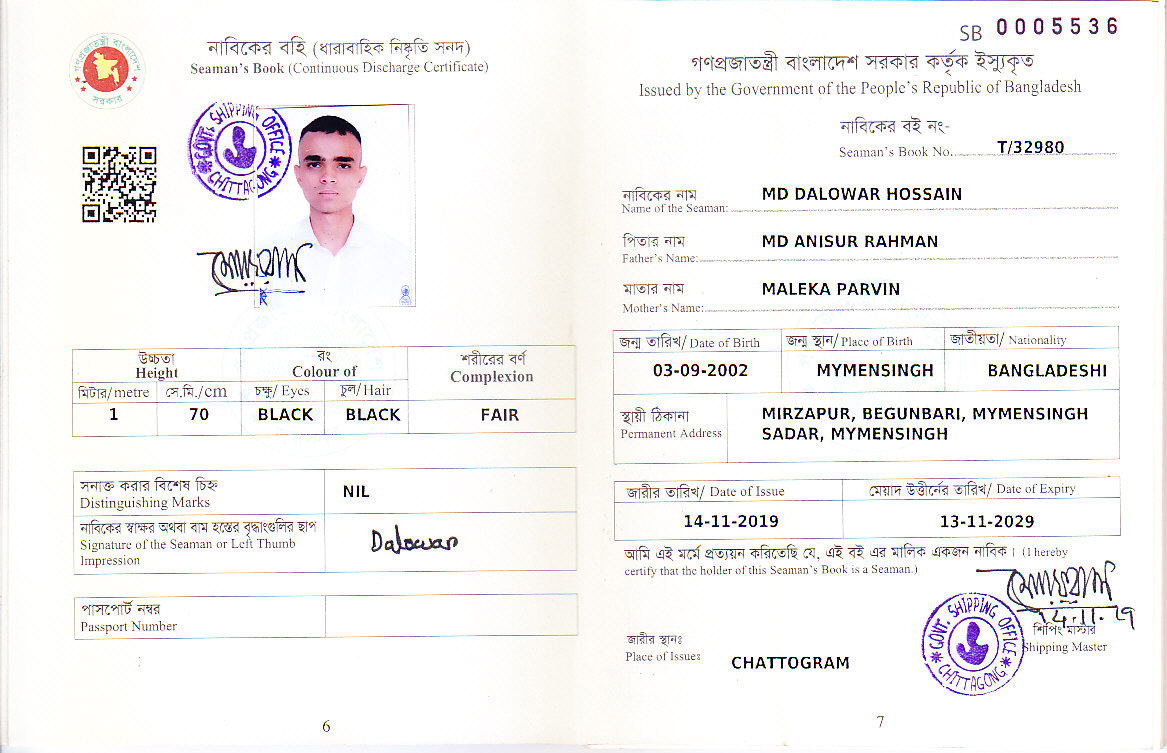 গণপ্রজাতন্ত্রী বাংলাদেশ
সরকার
নাবিকের বহি (ধারাবাহিক নিষ্কৃতি সনদ)
Seaman's Book (Continuous Discharge Certificate)
GOVT. SHIPPING OFFICE
CHITTAGONG
উচ্চতা
Height
রং
Colour of
শরীরের বর্ণ
Complexion
মিটার/metre
সে.মি./cm
চক্ষু/ Eyes
চুল/Hair
1
70
BLACK
BLACK
FAIR
সনাক্ত করার বিশেষ চিহ্ন
Distinguishing Marks
NIL
নাবিকের স্বাক্ষর অথবা বাম হস্তের বৃদ্ধাংগুলির ছাপ
Signature of the Seaman or Left Thumb
Impression
Dalowar
পাসপোর্ট নম্বর
Passport Number
6
SB 0005536
গণপ্রজাতন্ত্রী বাংলাদেশ সরকার কর্তৃক ইস্যুকৃত
Issued by the Government of the People's Republic of Bangladesh
নাবিকের বই নং-
Seaman's Book No. T/32980
নাবিকের নাম
Name of the Seaman: MD DALOWAR HOSSAIN
পিতার নাম
Father's Name: MD ANISUR RAHMAN
মাতার নাম
Mother's Name: MALEKA PARVIN
জন্ম তারিখ/ Date of Birth
জন্ম স্থান/ Place of Birth
জাতীয়তা/ Nationality
03-09-2002
MYMENSINGH
BANGLADESHI
স্থায়ী ঠিকানা
Permanent Address
MIRZAPUR, BEGUNBARI, MYMENSINGH
SADAR, MYMENSINGH
জারীর তারিখ/ Date of Issue
মেয়াদ উত্তীর্নের তারিখ/ Date of Expiry
14-11-2019
13-11-2029
আমি এই মর্মে প্রত্যয়ন করিতেছি যে, এই বই এর মালিক একজন নাবিক। (I hereby
certify that the holder of this Seaman's Book is a Seaman.)
14.11.19
শিপিং মাস্টার
Shipping Master
GOVT. SHIPPING OFFICE
CHITTAGONG
জারীর স্থানঃ
Place of Issue:
CHATTOGRAM
7